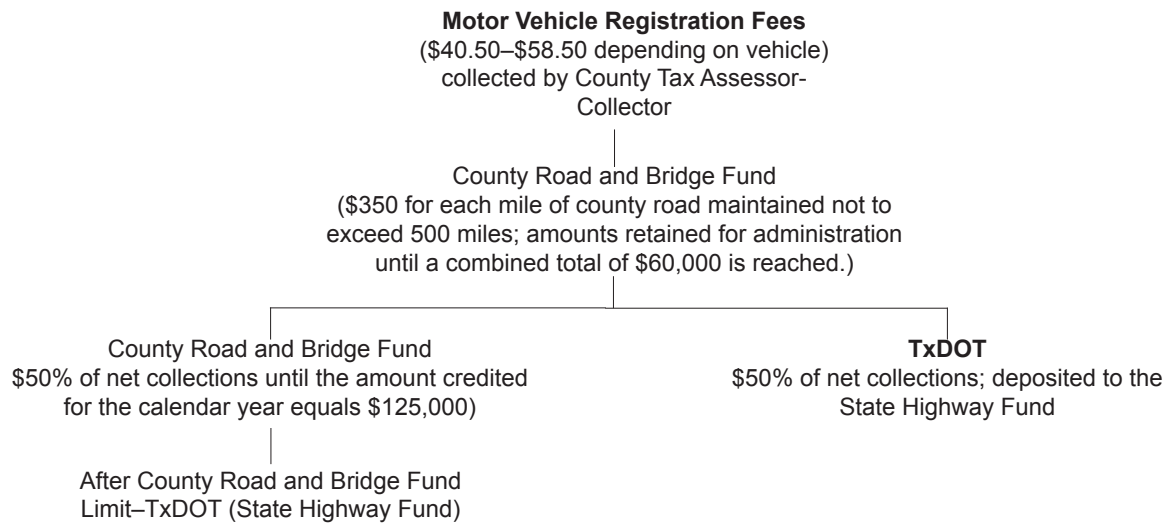 Motor Vehicle Registration Fees
($40.50–$58.50 depending on vehicle)
collected by County Tax Assessor-
Collector
County Road and Bridge Fund
($350 for each mile of county road maintained not to
exceed 500 miles; amounts retained for administration
until a combined total of $60,000 is reached.)
County Road and Bridge Fund
$50% of net collections until the amount credited
for the calendar year equals $125,000)
After County Road and Bridge Fund
Limit–TxDOT (State Highway Fund)
TxDOT
$50% of net collections; deposited to the
State Highway Fund